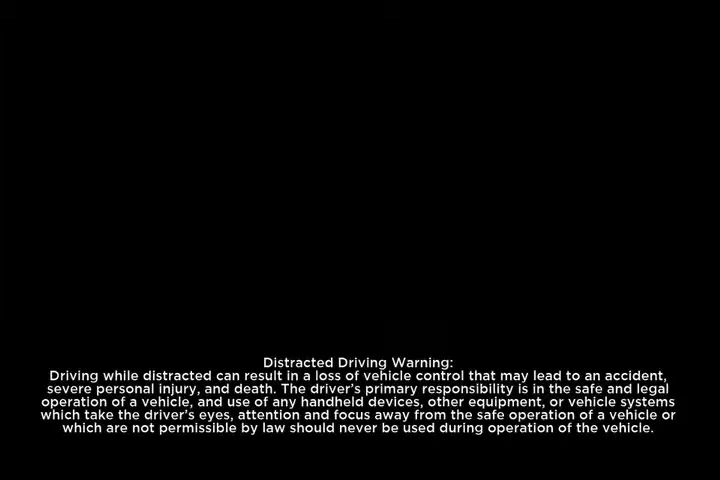 Distracted Driving Warning:
Driving while distracted can result in a loss of vehicle control that may lead to an accident,
severe personal injury, and death. The driver's primary responsibility is in the safe and legal
operation of a vehicle, and use of any handheld devices, other equipment, or vehicle systems
which take the driver's eyes, attention and focus away from the safe operation of a vehicle or
which are not permissible by law should never be used during operation of the vehicle.